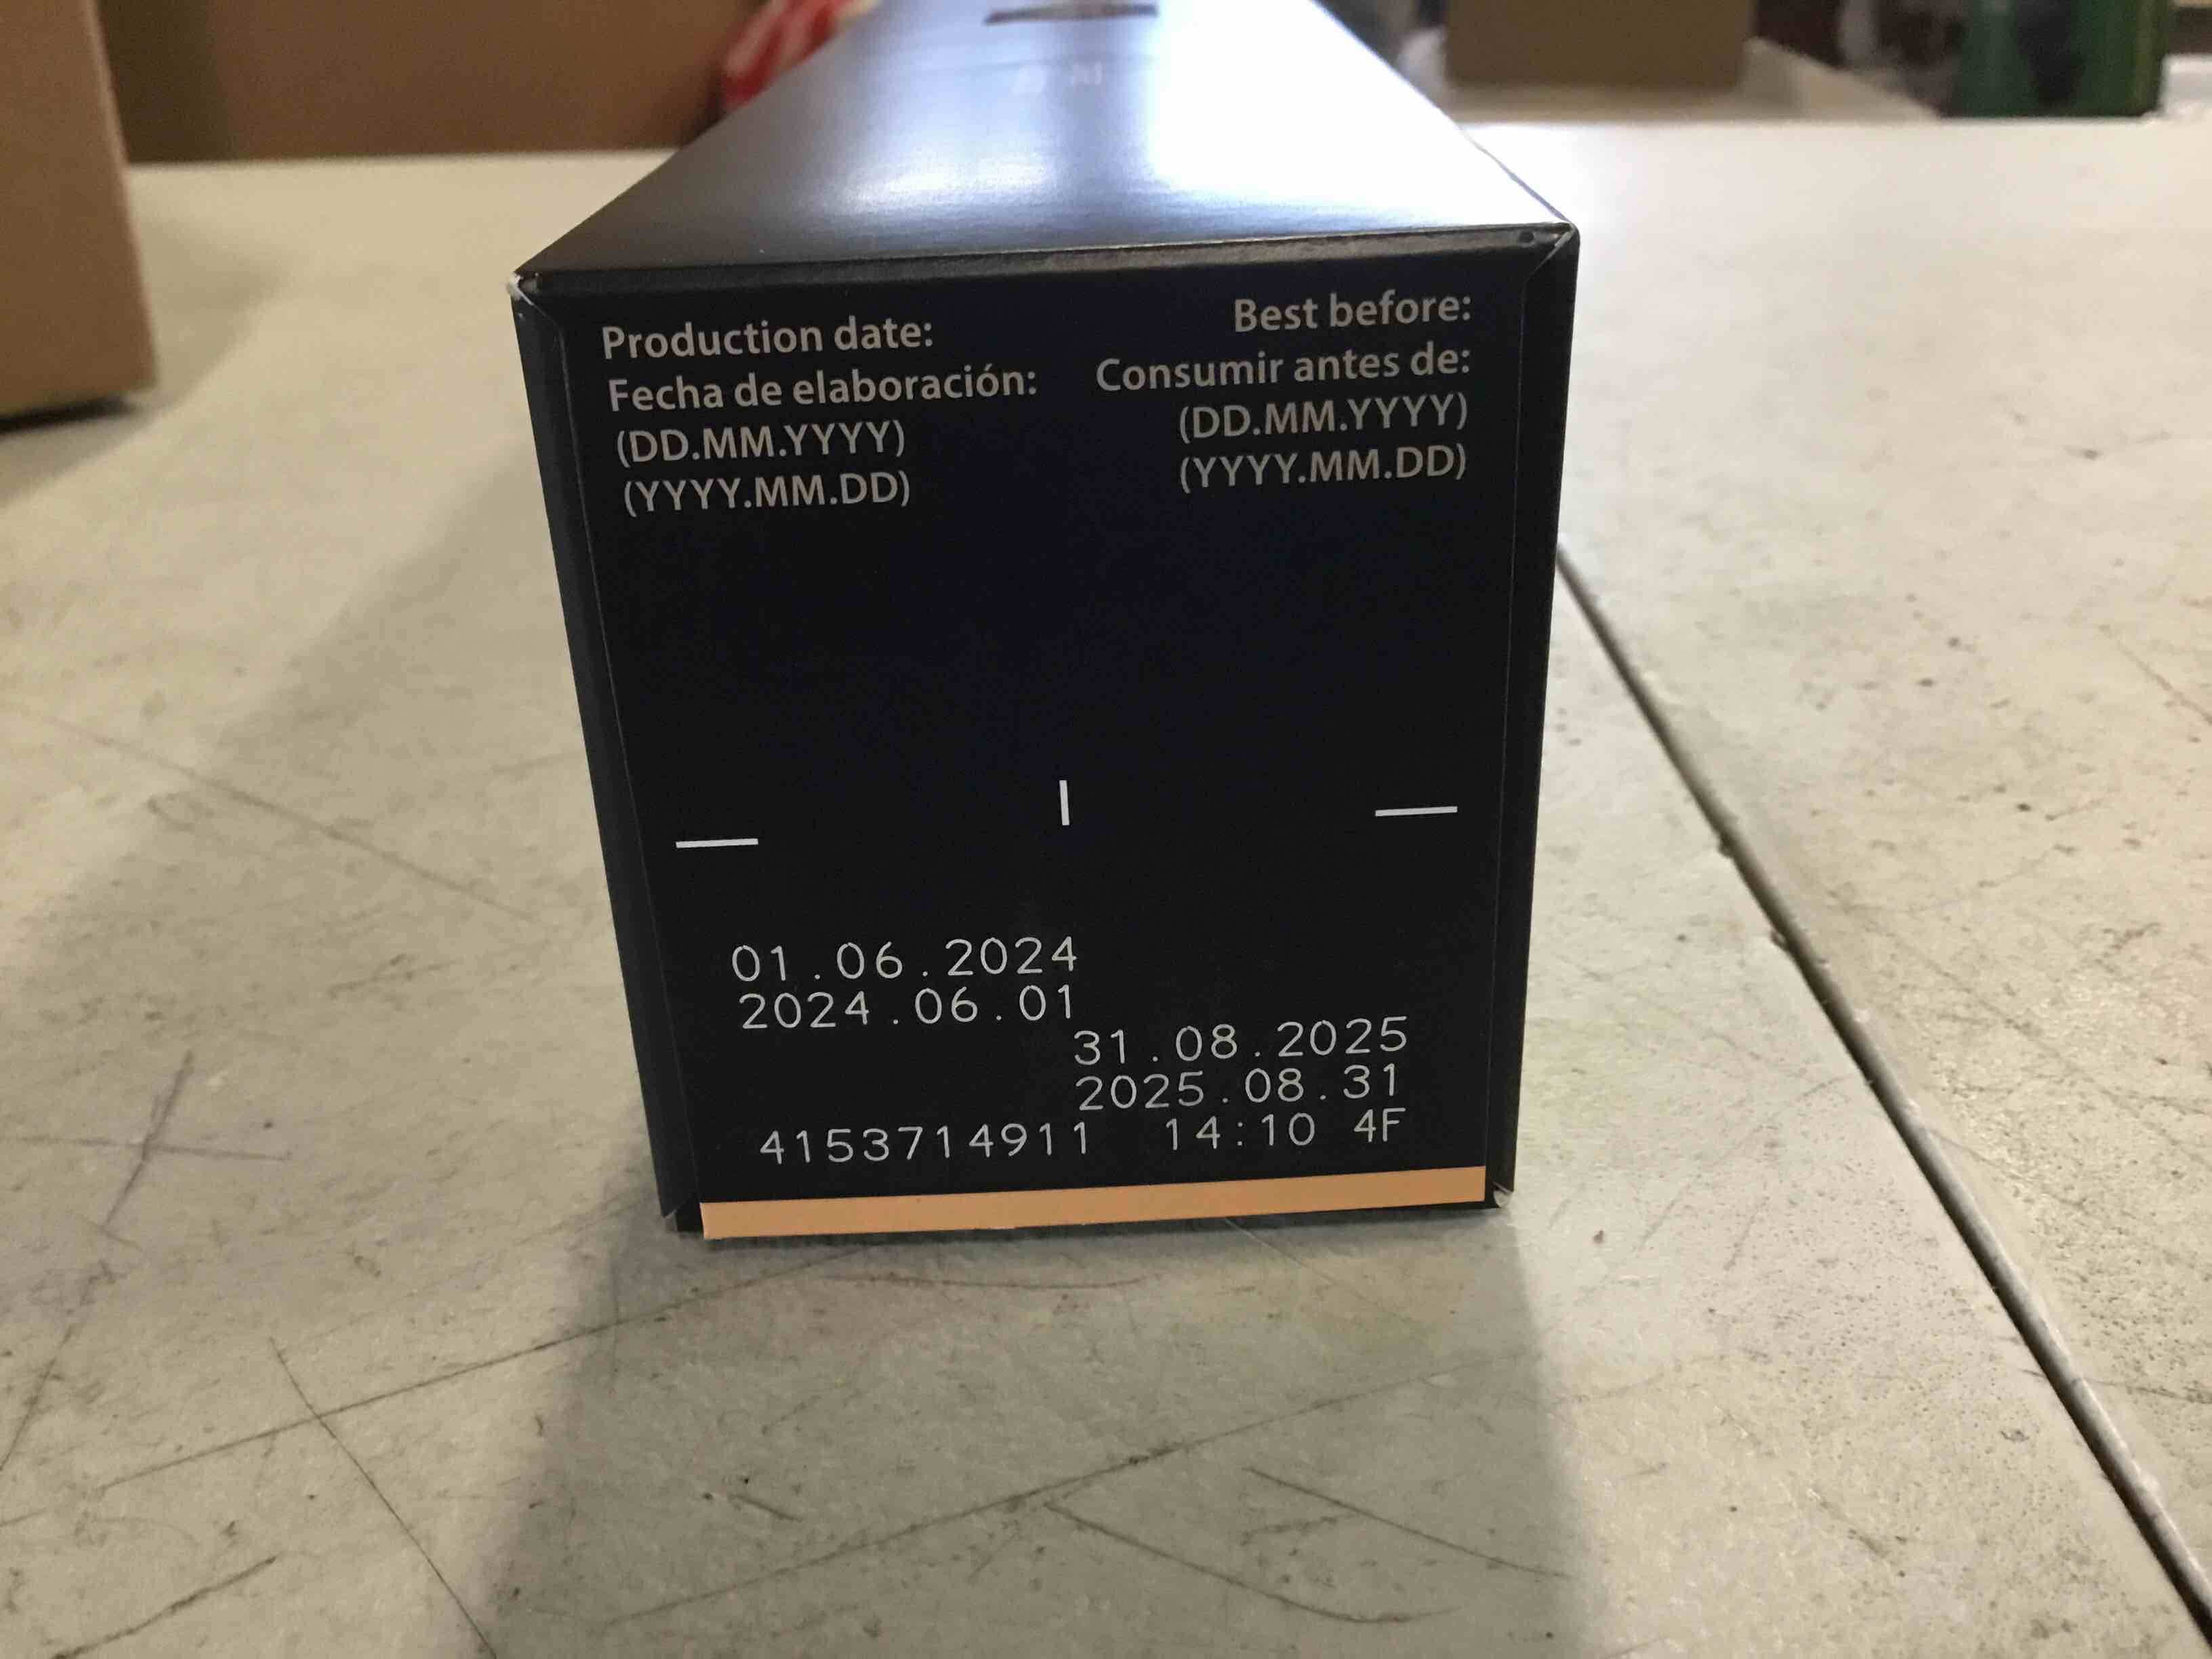 Production date:
Fecha de elaboración:
(DD.MM.YYYY)
(YYYY.MM.DD)
Best before:
Consumir antes de:
(DD.MM.YYYY)
(YYYY.MM.DD)
01.06.2024
2024.06.01
31.08.2025
2025.08.31
4153714911 14:10 4F